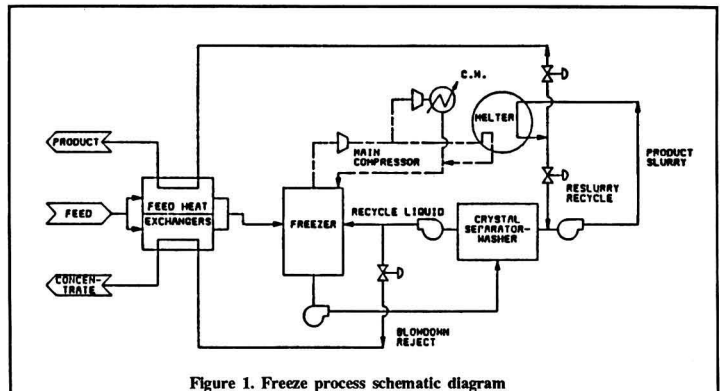 C.W.
MELTER
PRODUCT
MAIN
COMPRESSOR
PRODUCT
SLURRY
RESLURRY
RECYCLE
FEED
FEED HEAT
EXCHANGERS
FREEZER
RECYCLE LIQUID
CRYSTAL
SEPARATOR-
WASHER
CONCEN-
TRATE
BLOWDOWN
REJECT
Figure 1. Freeze process schematic diagram